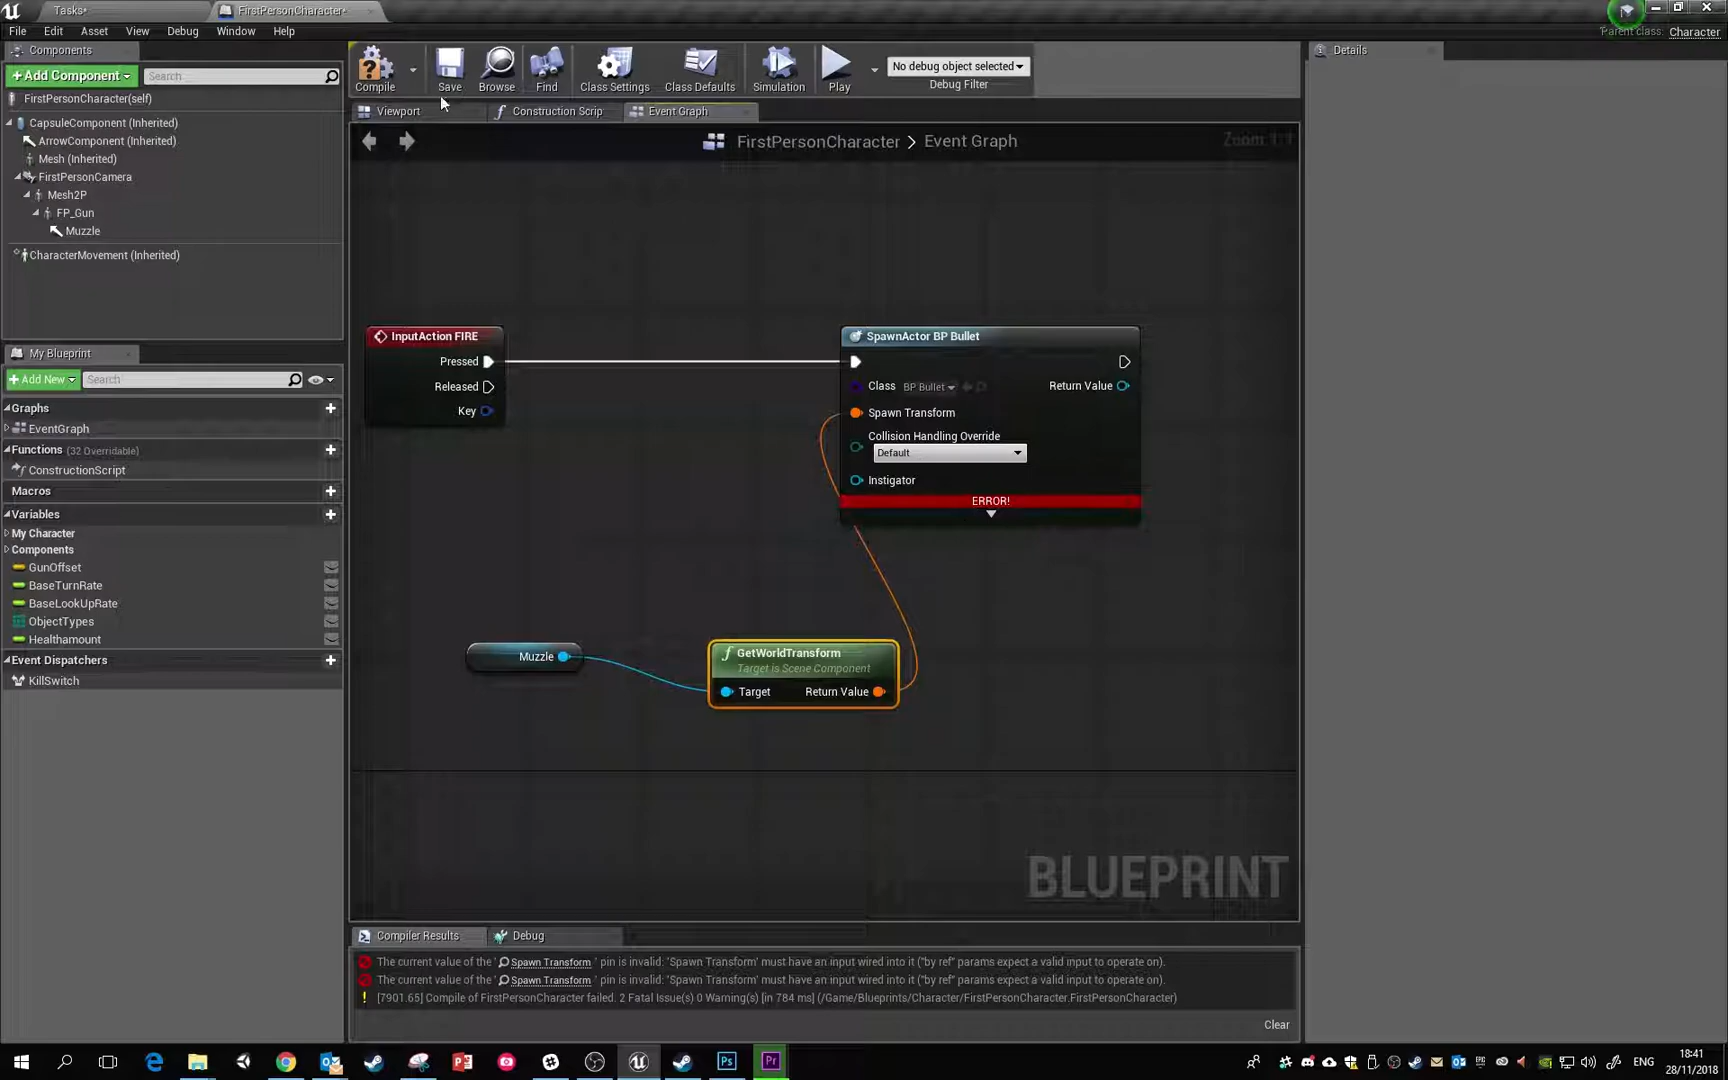 Tasks*
FirstPersonCharacter*
File Edit Asset View Debug Window Help
Parent class: Character
Components
+Add Component
Search
FirstPersonCharacter(self)
CapsuleComponent (Inherited)
ArrowComponent (Inherited)
Mesh (Inherited)
FirstPersonCamera
Mesh2P
FP_Gun
Muzzle
CharacterMovement (Inherited)
My Blueprint
+Add New
Search
Graphs
EventGraph
Functions (32 Overridable)
ConstructionScript
Macros
Variables
My Character
Components
GunOffset
BaseTurnRate
BaseLookUpRate
ObjectTypes
Healthamount
Event Dispatchers
KillSwitch
Compile Save Browse Find Class Settings Class Defaults Simulation Play
No debug object selected
Debug Filter
Viewport
Construction Scrip
Event Graph
FirstPersonCharacter > Event Graph
Zoom 1:1
InputAction FIRE
Pressed
Released
Key
SpawnActor BP Bullet
Class BP Bullet
Return Value
Spawn Transform
Collision Handling Override
Default
Instigator
ERROR!
Muzzle
GetWorldTransform
Target is Scene Component
Target Return Value
BLUEPRINT
Compiler Results
Debug
The current value of the ' Spawn Transform ' pin is invalid: 'Spawn Transform' must have an input wired into it ("by ref" params expect a valid input to operate on).
The current value of the ' Spawn Transform ' pin is invalid: 'Spawn Transform' must have an input wired into it ("by ref" params expect a valid input to operate on).
[7901.65] Compile of FirstPersonCharacter failed. 2 Fatal Issue(s) 0 Warning(s) [in 784 ms] (/Game/Blueprints/Character/FirstPersonCharacter.FirstPersonCharacter)
Clear
Details
ENG
18:41
28/11/2018